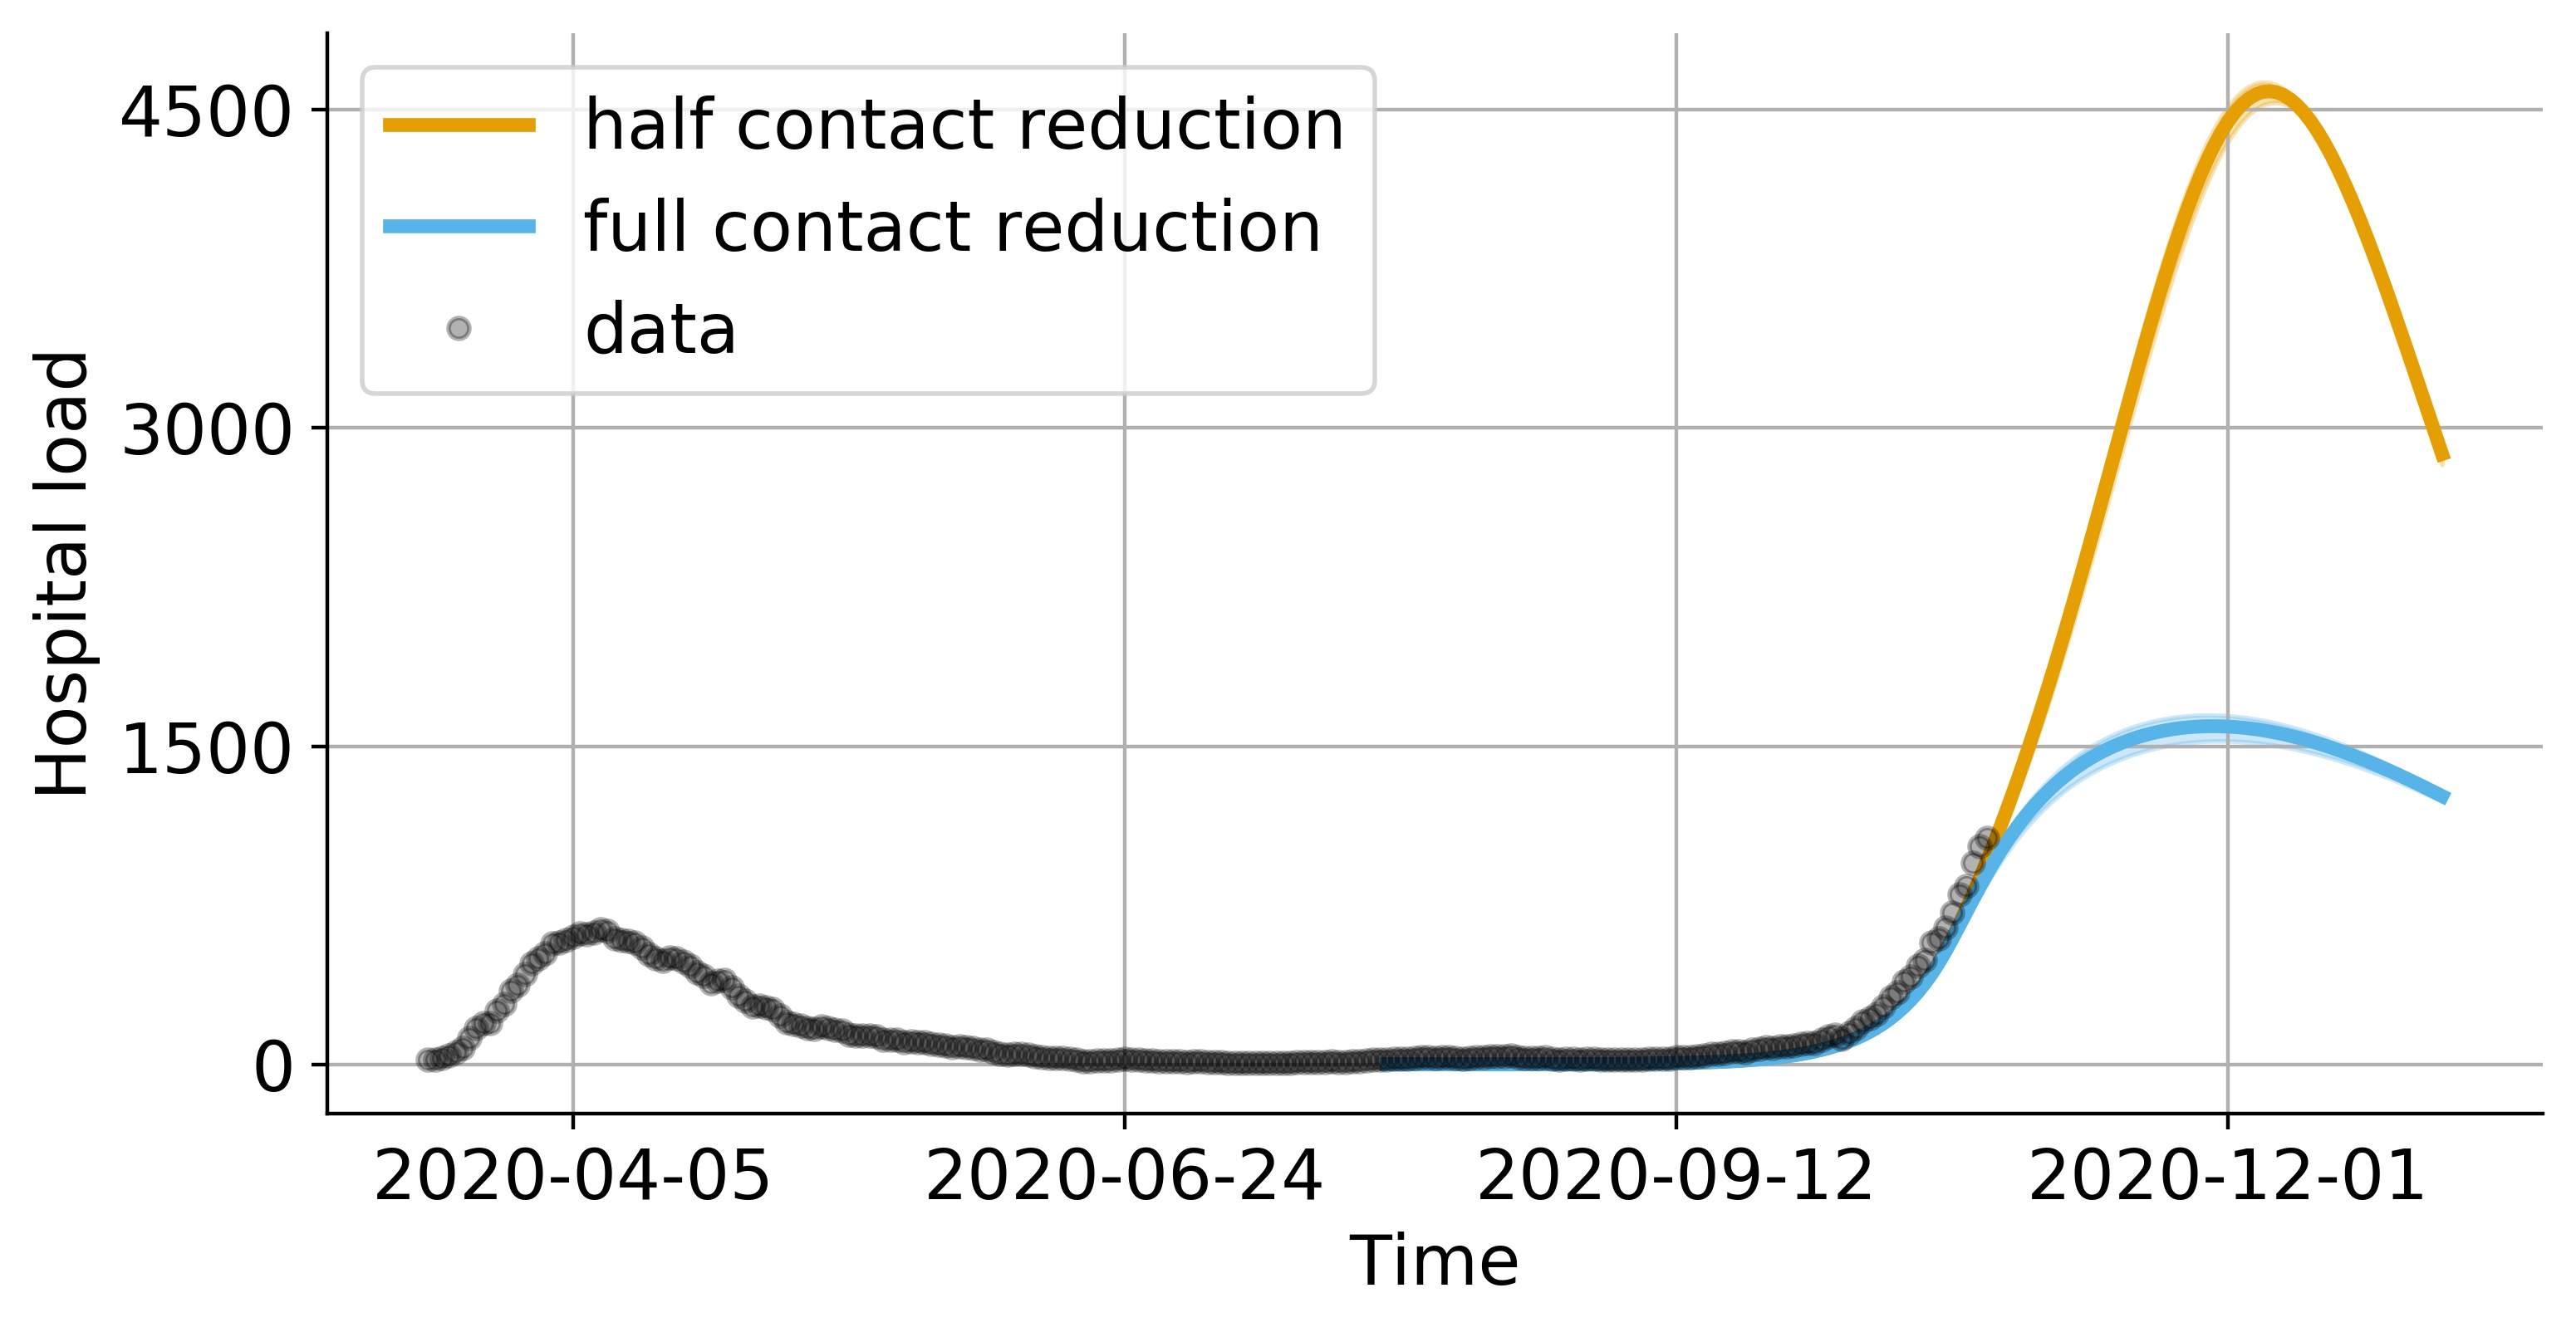 4500
3000
1500
0
Hospital load
half contact reduction
full contact reduction
data
2020-04-05
2020-06-24
2020-09-12
2020-12-01
Time